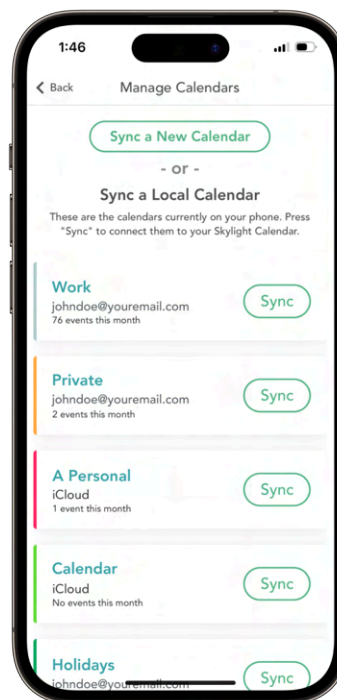 1:46
Back
Manage Calendars
Sync a New Calendar
- or -
Sync a Local Calendar
These are the calendars currently on your phone. Press
"Sync" to connect them to your Skylight Calendar.
Work
johndoe@youremail.com
76 events this month
Sync
Private
johndoe@youremail.com
2 events this month
Sync
A Personal
iCloud
1 event this month
Sync
Calendar
iCloud
No events this month
Sync
Holidays
johndoe@youremail.com
Sync